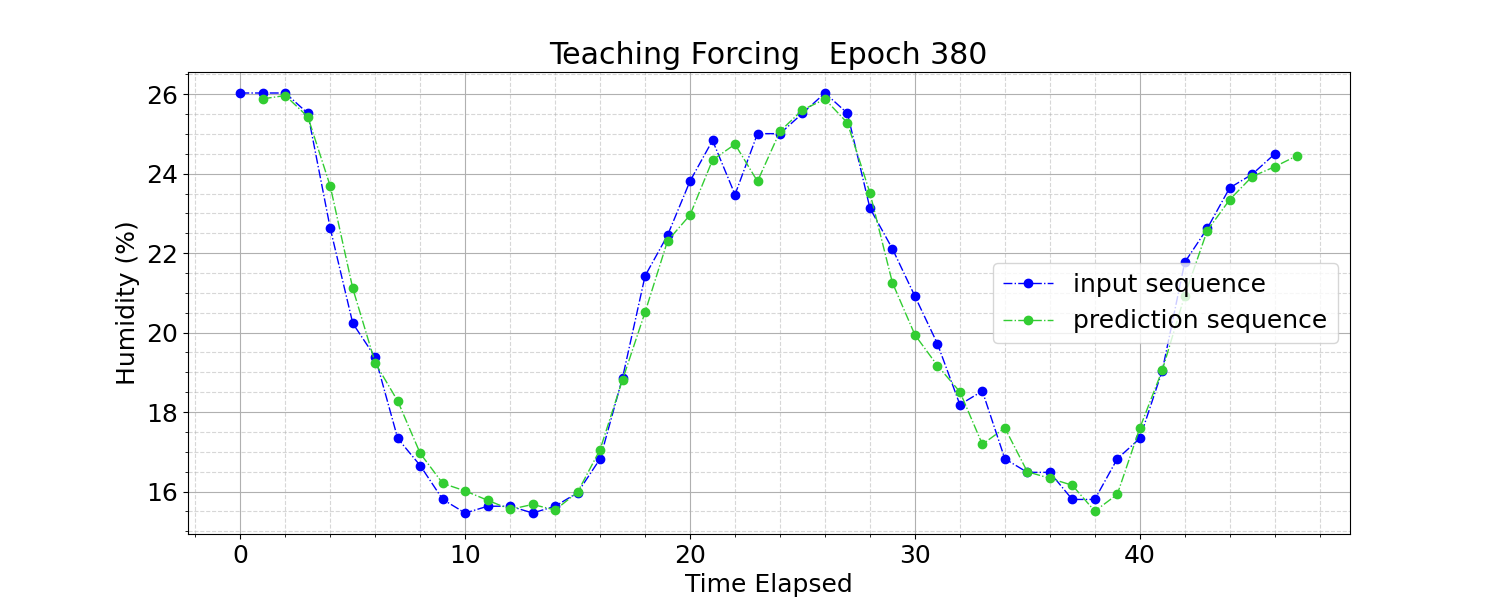 Teaching Forcing   Epoch 380
Humidity (%)
26
24
22
20
18
16
input sequence
prediction sequence
0 10 20 30 40
Time Elapsed